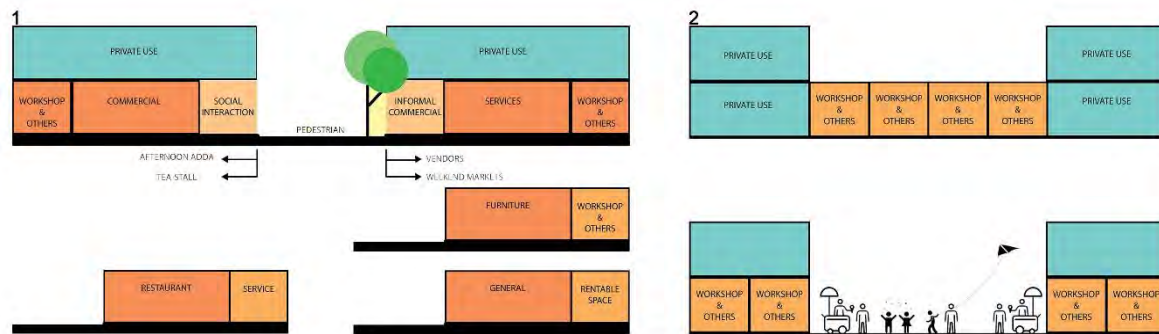 1
PRIVATE USE
PRIVATE USE
WORKSHOP
&
OTHERS
COMMERCIAL
SOCIAL
INTERACTION
INFORMAL
COMMERCIAL
SERVICES
WORKSHOP
&
OTHERS
PEDESTRIAN
AFTERNOON ADDA
TEA STALL
VENDORS
WEEKEND MARKETS
FURNITURE
WORKSHOP
&
OTHERS
RESTAURANT
SERVICE
GENERAL
RENTABLE
SPACE
2
PRIVATE USE
PRIVATE USE
PRIVATE USE
WORKSHOP
&
OTHERS
WORKSHOP
&
OTHERS
WORKSHOP
&
OTHERS
WORKSHOP
&
OTHERS
PRIVATE USE
WORKSHOP
&
OTHERS
WORKSHOP
&
OTHERS
WORKSHOP
&
OTHERS
WORKSHOP
&
OTHERS